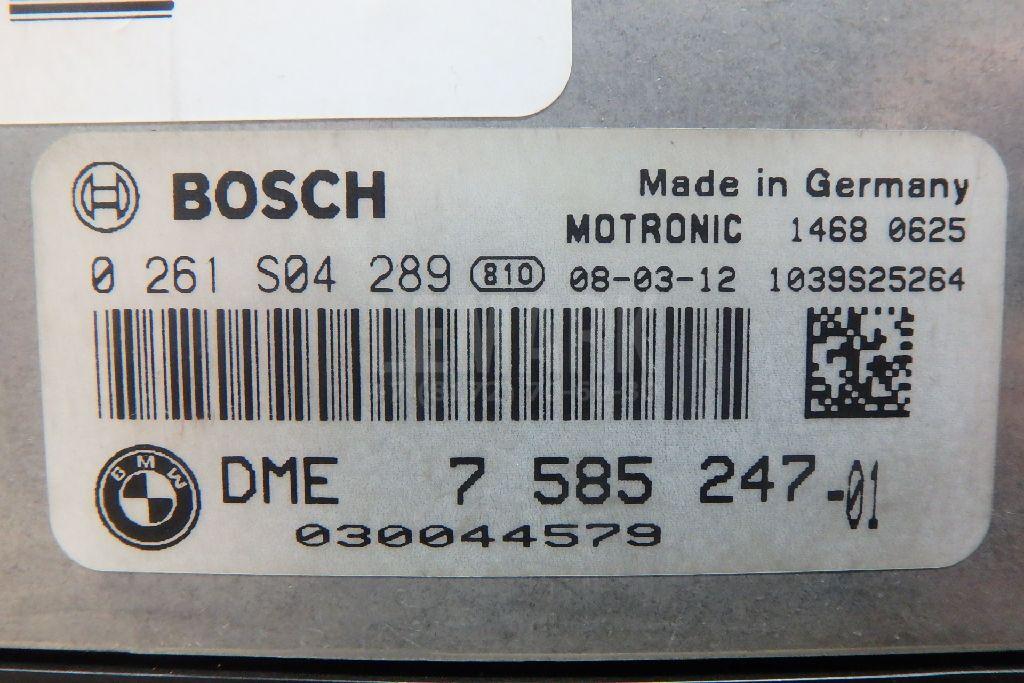 BOSCH
Made in Germany
MOTRONIC 1468 0625
0 261 S04 289 810 08-03-12 1039S25264
BMW
DME 7 585 247-01
030044579